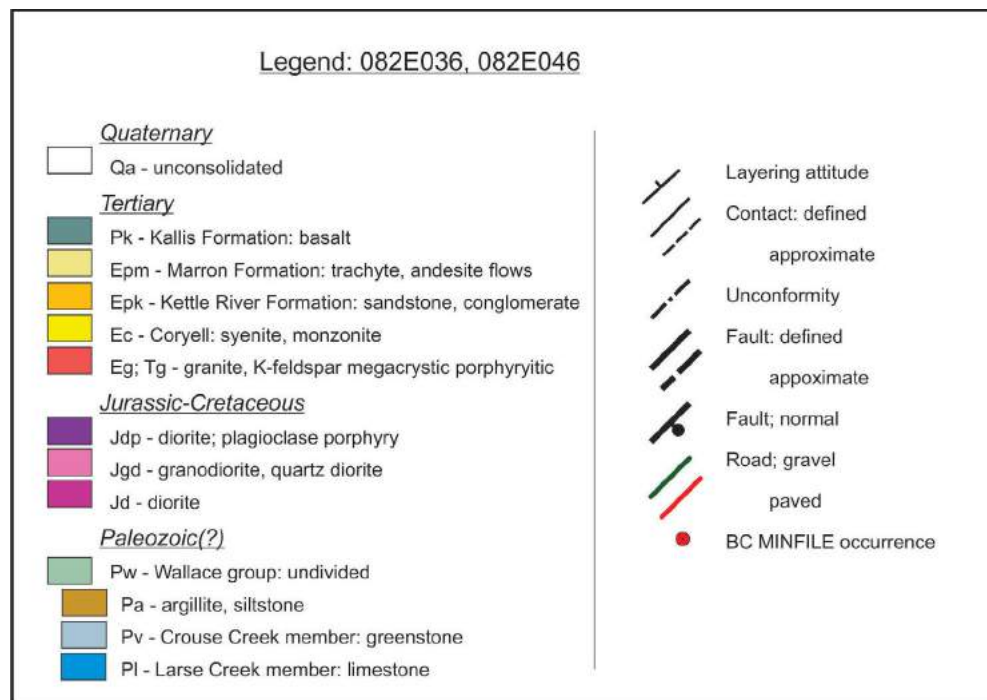 Legend: 082E036, 082E046
Quaternary
Qa - unconsolidated
Tertiary
Pk - Kallis Formation: basalt
Epm - Marron Formation: trachyte, andesite flows
Epk - Kettle River Formation: sandstone, conglomerate
Ec - Coryell: syenite, monzonite
Eg; Tg - granite, K-feldspar megacrystic porphyryitic
Jurassic-Cretaceous
Jdp - diorite; plagioclase porphyry
Jgd - granodiorite, quartz diorite
Jd - diorite
Paleozoic(?)
Pw - Wallace group: undivided
Pa - argillite, siltstone
Pv - Crouse Creek member: greenstone
Pl - Larse Creek member: limestone
Layering attitude
Contact: defined
approximate
Unconformity
Fault: defined
appoximate
Fault; normal
Road; gravel
paved
BC MINFILE occurrence